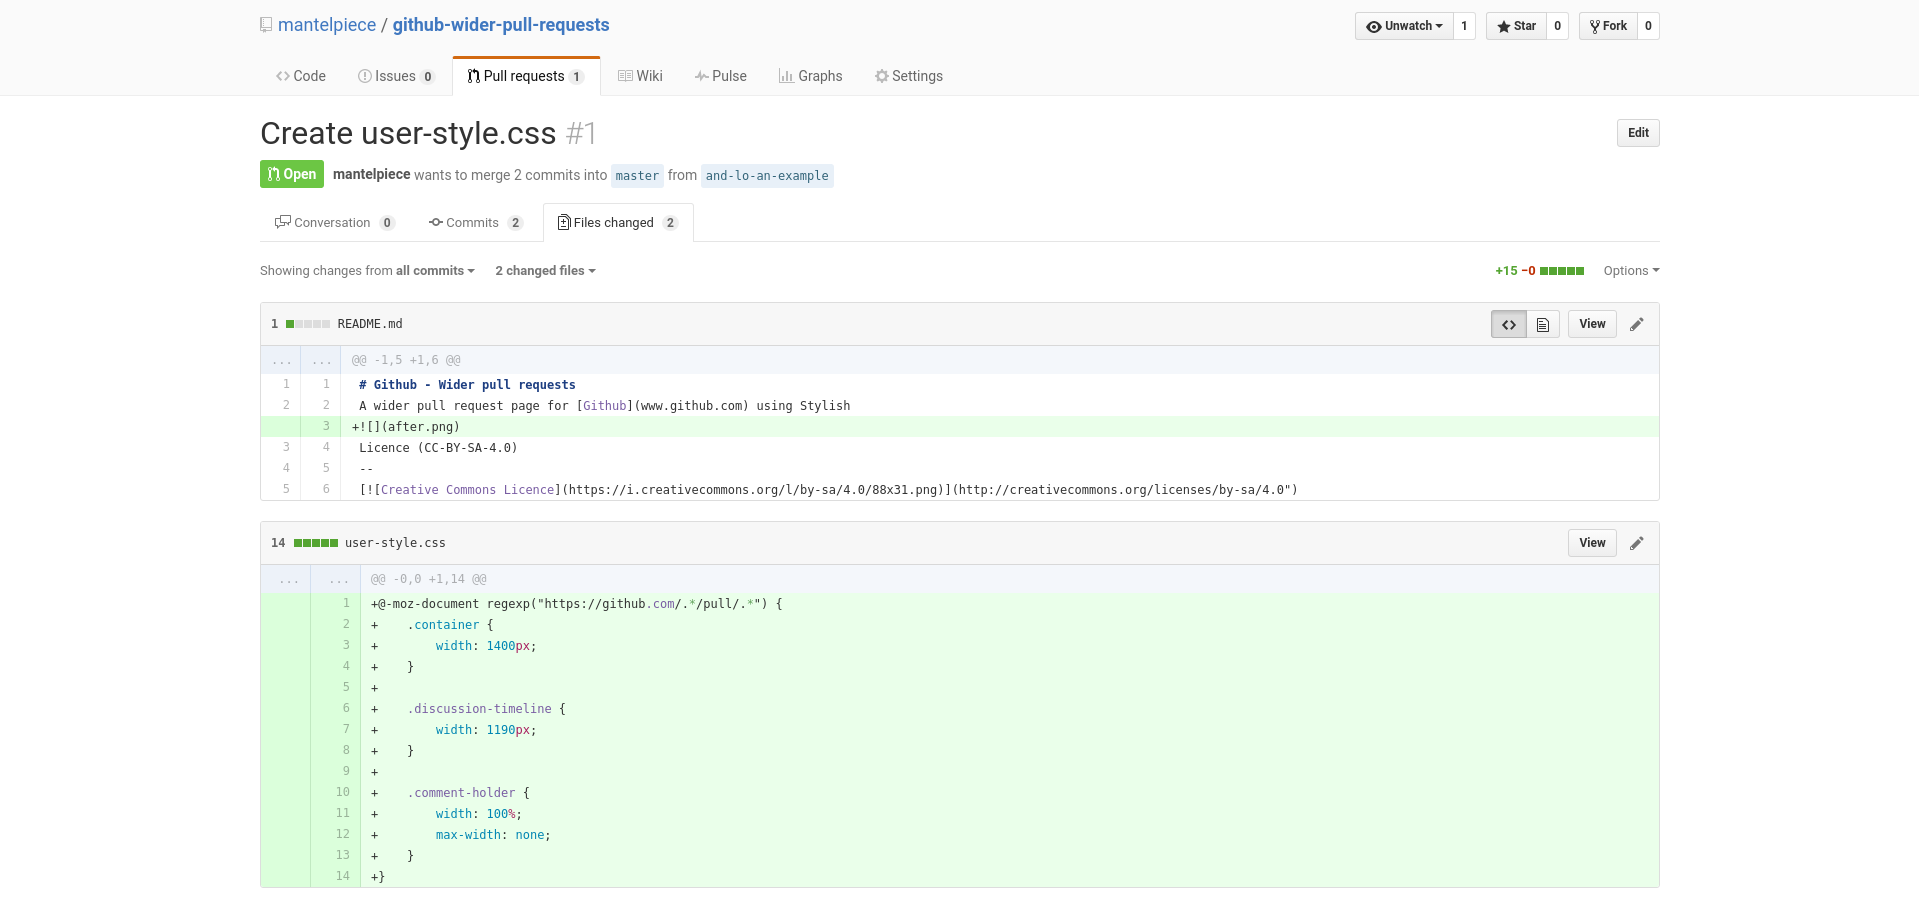 mantelpiece / github-wider-pull-requests Unwatch 1 Star 0 Fork 0
Code Issues 0 Pull requests 1 Wiki Pulse Graphs Settings
Create user-style.css #1 Edit
Open mantelpiece wants to merge 2 commits into master from and-lo-an-example
Conversation 0 Commits 2 Files changed 2
Showing changes from all commits 2 changed files +15 −0 Options
1 README.md View
... ... @@ -1,5 +1,6 @@
1 1 # Github - Wider pull requests
2 2 A wider pull request page for [Github](www.github.com) using Stylish
3 +![](after.png)
3 4 Licence (CC-BY-SA-4.0)
4 5 --
5 6 [![Creative Commons Licence](https://i.creativecommons.org/l/by-sa/4.0/88x31.png)](http://creativecommons.org/licenses/by-sa/4.0")
14 user-style.css View
... ... @@ -0,0 +1,14 @@
1 +@-moz-document regexp("https://github.com/.*/pull/.*") {
2 +    .container {
3 +        width: 1400px;
4 +    }
5 +
6 +    .discussion-timeline {
7 +        width: 1190px;
8 +    }
9 +
10 +    .comment-holder {
11 +        width: 100%;
12 +        max-width: none;
13 +    }
14 +}